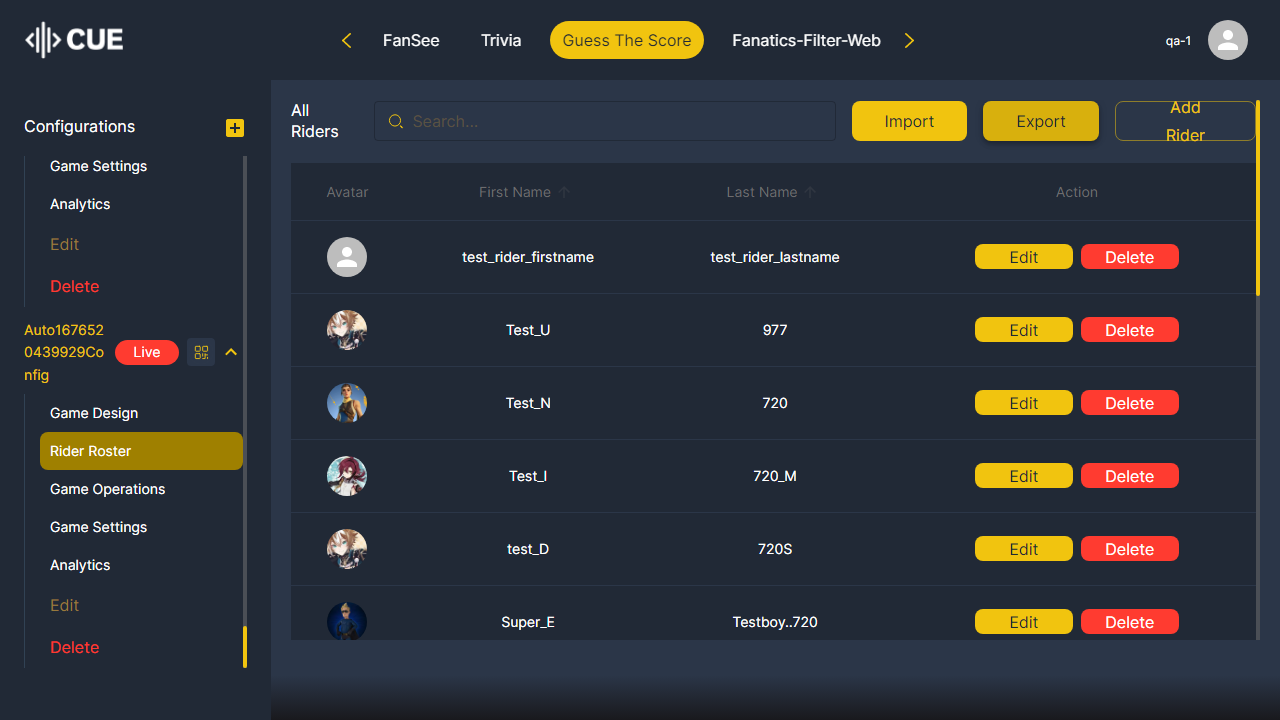 CUE
FanSee
Trivia
Guess The Score
Fanatics-Filter-Web
qa-1
Configurations
Game Settings
Analytics
Edit
Delete
Auto167652
0439929Co
nfig
Live
Game Design
Rider Roster
Game Operations
Game Settings
Analytics
Edit
Delete
All
Riders
Search...
Import
Export
Add
Rider
Avatar First Name Last Name Action
test_rider_firstname test_rider_lastname Edit Delete
Test_U 977 Edit Delete
Test_N 720 Edit Delete
Test_I 720_M Edit Delete
test_D 720S Edit Delete
Super_E Testboy..720 Edit Delete